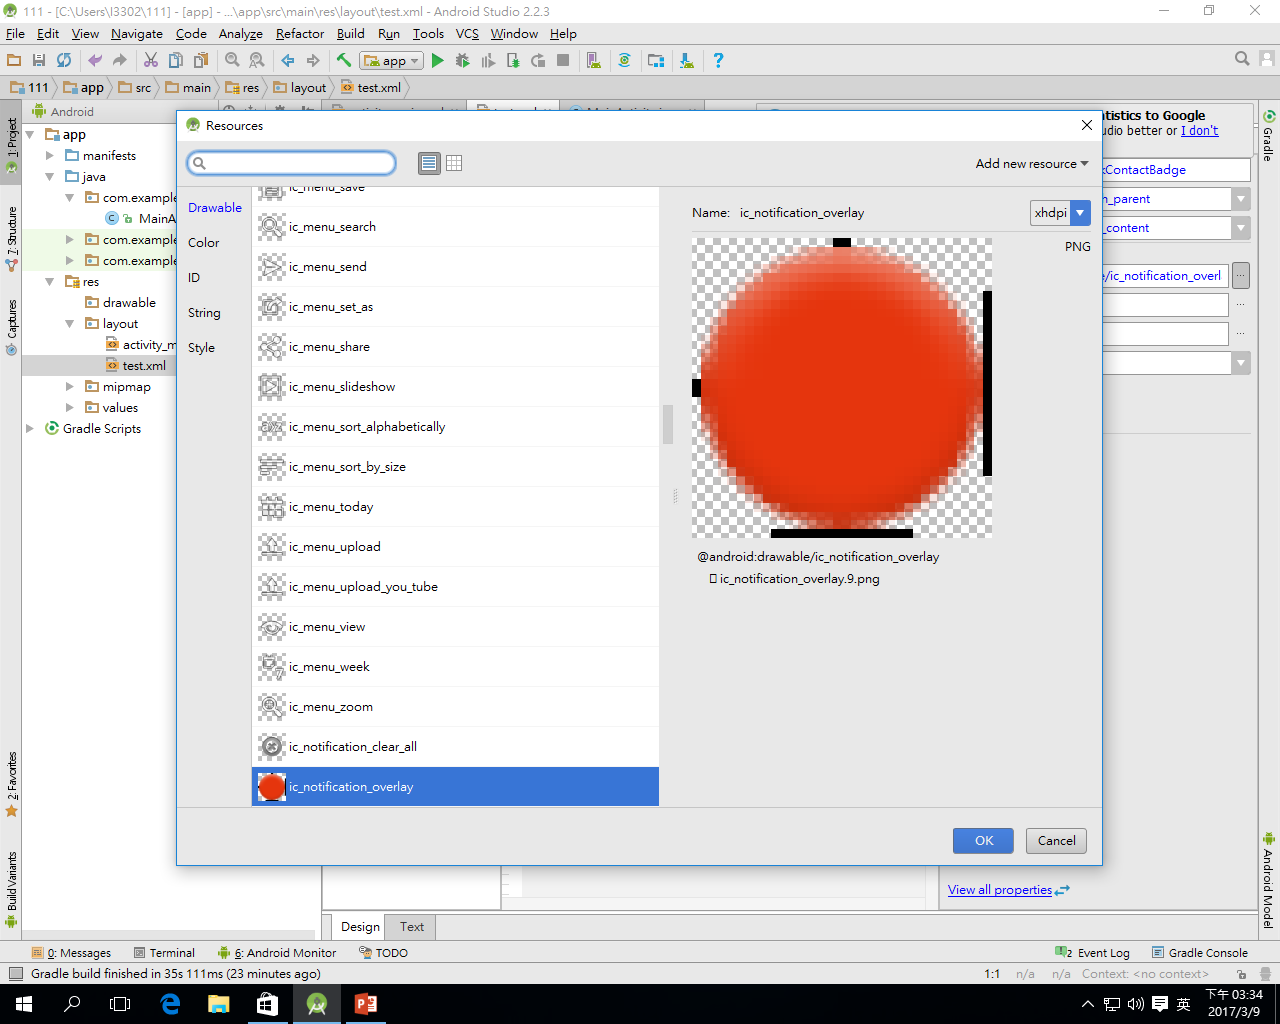 111 - [C:\Users\I3302\111] - [app] - ...\app\src\main\res\layout\test.xml - Android Studio 2.2.3
File Edit View Navigate Code Analyze Refactor Build Run Tools VCS Window Help
app
111 app src main res layout test.xml
Android
1: Project
Z: Structure
Captures
2: Favorites
Build Variants
app
manifests
java
com.example
MainA
com.example
com.example
res
drawable
layout
activity_m
test.xml
mipmap
values
Gradle Scripts
Resources
Add new resource
Drawable
Color
ID
String
Style
ic_menu_save
ic_menu_search
ic_menu_send
ic_menu_set_as
ic_menu_share
ic_menu_slideshow
ic_menu_sort_alphabetically
ic_menu_sort_by_size
ic_menu_today
ic_menu_upload
ic_menu_upload_you_tube
ic_menu_view
ic_menu_week
ic_menu_zoom
ic_notification_clear_all
ic_notification_overlay
Name: ic_notification_overlay
xhdpi
PNG
@android:drawable/ic_notification_overlay
ic_notification_overlay.9.png
OK Cancel
tistics to Google
udio better or I don't
ContactBadge
_parent
_content
e/ic_notification_overl
...
...
...
View all properties
Gradle
Android Model
Design Text
0: Messages Terminal 6: Android Monitor TODO
2 Event Log Gradle Console
Gradle build finished in 35s 111ms (23 minutes ago)
1:1 n/a n/a Context: <no context>
英
下午 03:34
2017/3/9